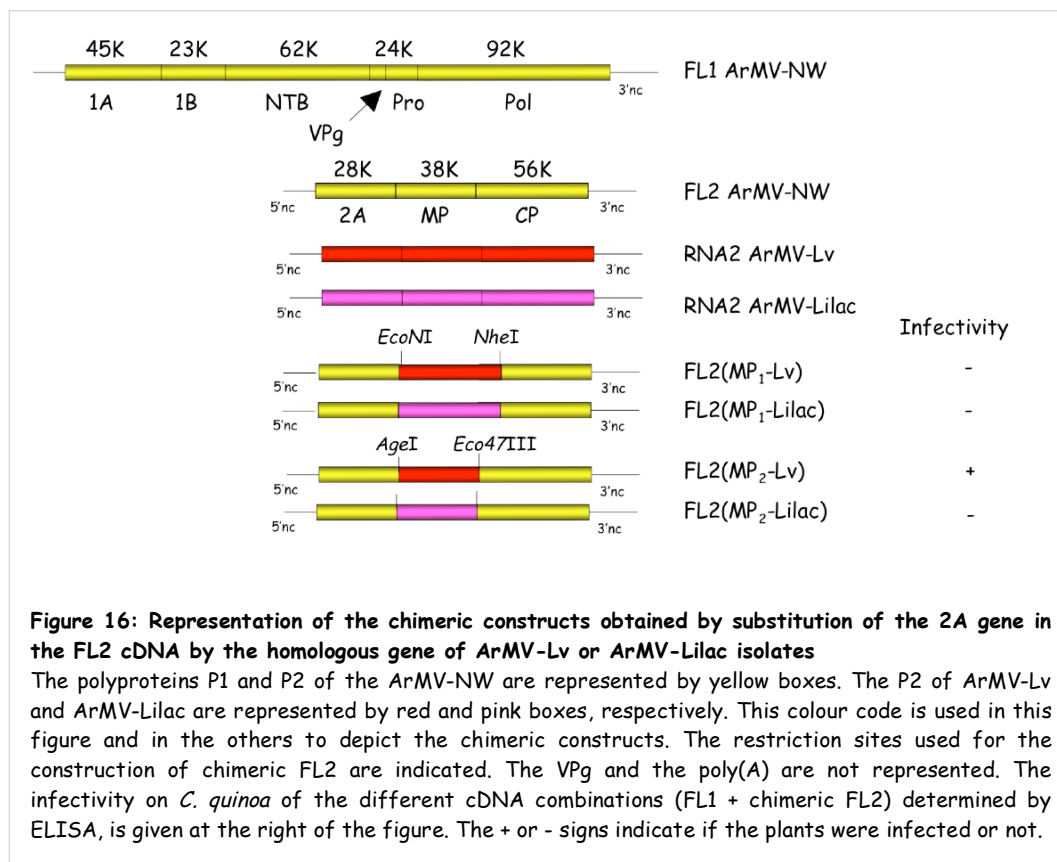 45K 23K 62K 24K 92K
FL1 ArMV-NW
3'nc
1A 1B NTB Pro Pol
VPg
28K 38K 56K
FL2 ArMV-NW
5'nc 3'nc
2A MP CP
RNA2 ArMV-Lv
5'nc 3'nc
RNA2 ArMV-Lilac
5'nc 3'nc
Infectivity
EcoNI NheI
FL2(MP₁-Lv) -
5'nc 3'nc
FL2(MP₁-Lilac) -
5'nc 3'nc
AgeI Eco47III
FL2(MP₂-Lv) +
5'nc 3'nc
FL2(MP₂-Lilac) -
5'nc 3'nc
Figure 16: Representation of the chimeric constructs obtained by substitution of the 2A gene in
the FL2 cDNA by the homologous gene of ArMV-Lv or ArMV-Lilac isolates
The polyproteins P1 and P2 of the ArMV-NW are represented by yellow boxes. The P2 of ArMV-Lv
and ArMV-Lilac are represented by red and pink boxes, respectively. This colour code is used in this
figure and in the others to depict the chimeric constructs. The restriction sites used for the
construction of chimeric FL2 are indicated. The VPg and the poly(A) are not represented. The
infectivity on C. quinoa of the different cDNA combinations (FL1 + chimeric FL2) determined by
ELISA, is given at the right of the figure. The + or - signs indicate if the plants were infected or not.